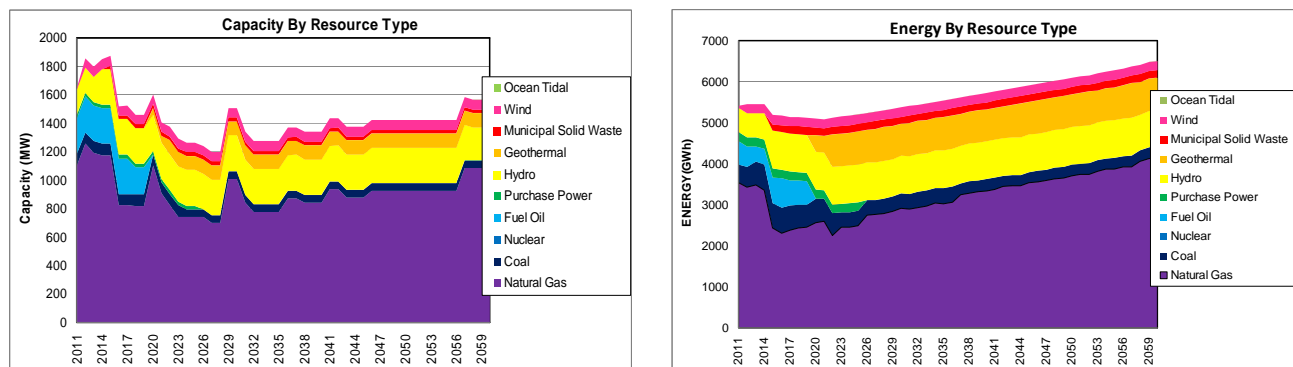 Capacity By Resource Type
Capacity (MW)
2000
1800
1600
1400
1200
1000
800
600
400
200
0
2011
2014
2017
2020
2023
2026
2029
2032
2035
2038
2041
2044
2047
2050
2053
2056
2059
Ocean Tidal
Wind
Municipal Solid Waste
Geothermal
Hydro
Purchase Power
Fuel Oil
Nuclear
Coal
Natural Gas
Energy By Resource Type
ENERGY(GWh)
7000
6000
5000
4000
3000
2000
1000
0
2011
2014
2017
2020
2023
2026
2029
2032
2035
2038
2041
2044
2047
2050
2053
2056
2059
Ocean Tidal
Wind
Municipal Solid Waste
Geothermal
Hydro
Purchase Power
Fuel Oil
Nuclear
Coal
Natural Gas